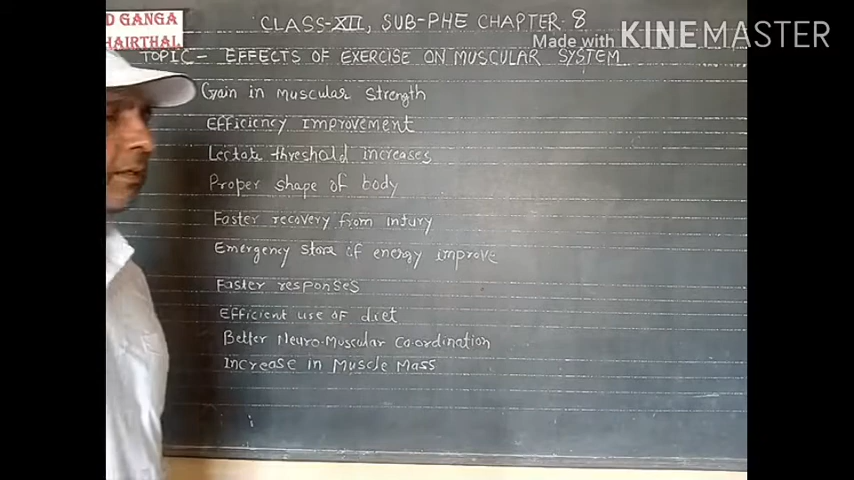 D GANGA
HAIRTHAL
CLASS-XII, SUB-PHE CHAPTER-8
Made with KINEMASTER
TOPIC- EFFECTS OF EXERCISE ON MUSCULAR SYSTEM
Gain in muscular strength
Efficiency improvement
Lectate threshold increases
Proper shape of body
Faster recovery from intury
Emergency store of energy improve
Faster responses
Efficient use of diet
Better Neuro-Muscular Co-ordination
Increase in Muscle Mass